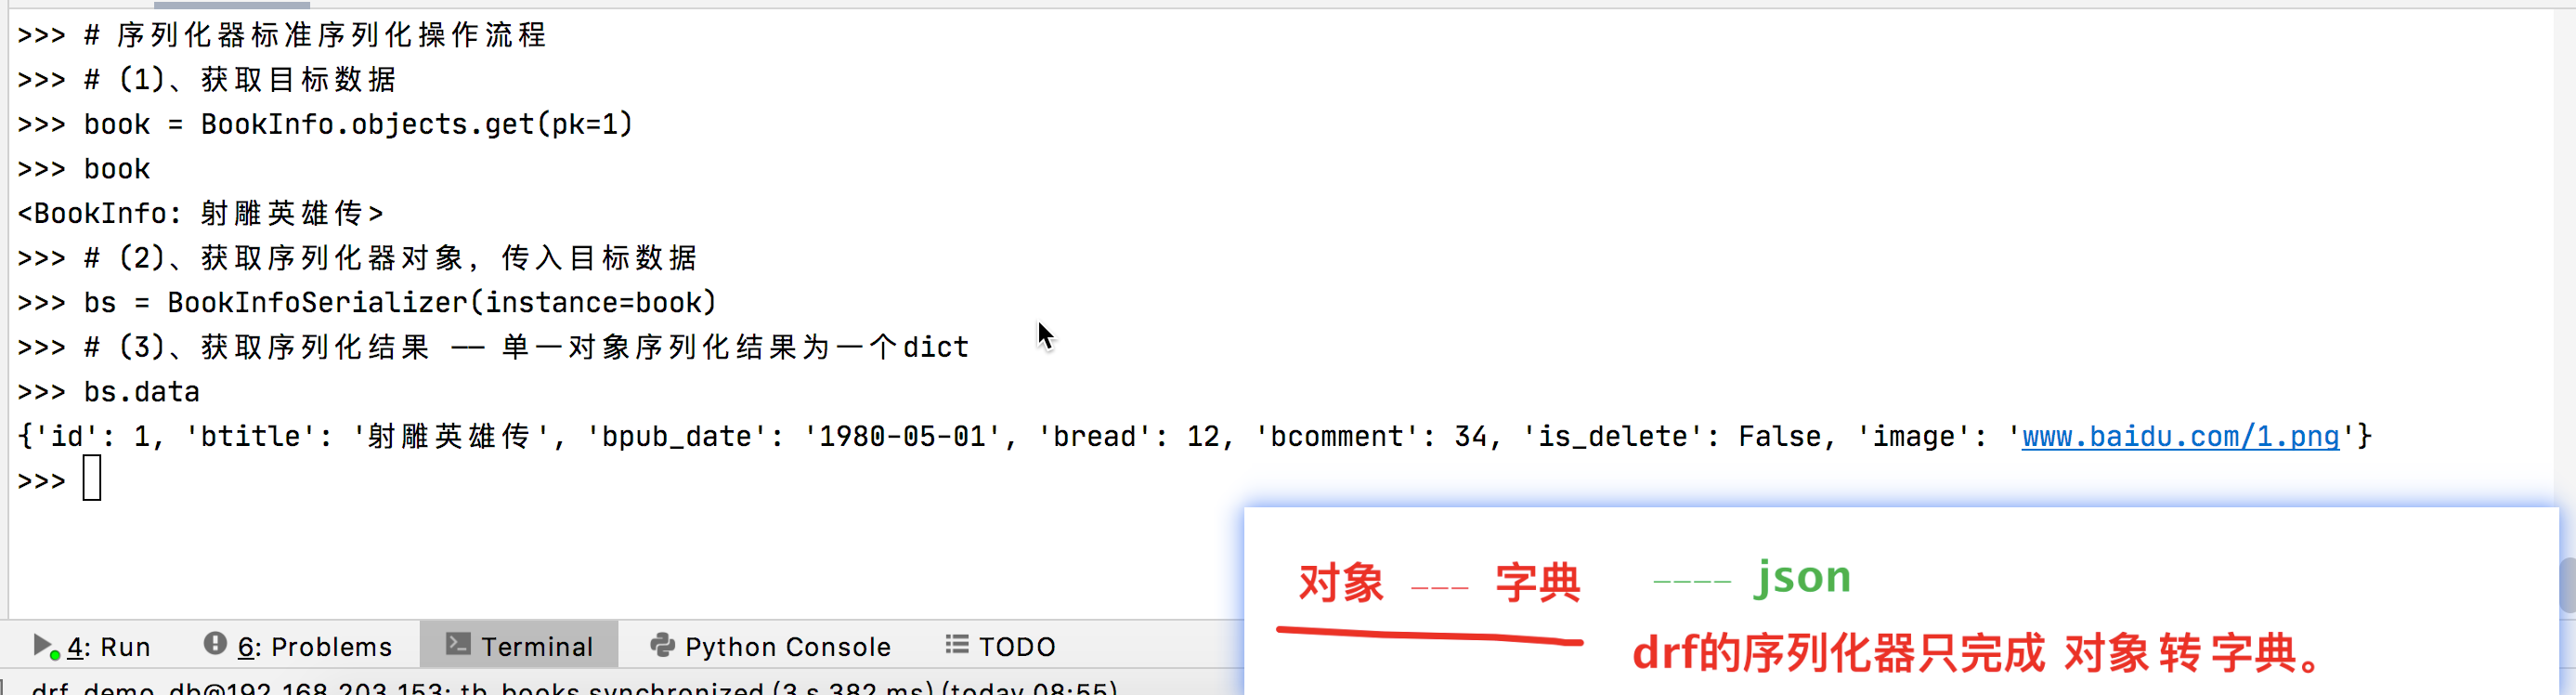 >>> # 序列化器标准序列化操作流程
>>> # (1)、获取目标数据
>>> book = BookInfo.objects.get(pk=1)
>>> book
<BookInfo: 射雕英雄传>
>>> # (2)、获取序列化器对象，传入目标数据
>>> bs = BookInfoSerializer(instance=book)
>>> # (3)、获取序列化结果 —— 单一对象序列化结果为一个dict
>>> bs.data
{'id': 1, 'btitle': '射雕英雄传', 'bpub_date': '1980-05-01', 'bread': 12, 'bcomment': 34, 'is_delete': False, 'image': 'www.baidu.com/1.png'}
>>>
对象 --- 字典 ---- json
drf的序列化器只完成 对象 转 字典。
4: Run 6: Problems Terminal Python Console TODO
drf_demo_db@192.168.203.153: tb_books synchronized (3 s 382 ms) (today 08:55)